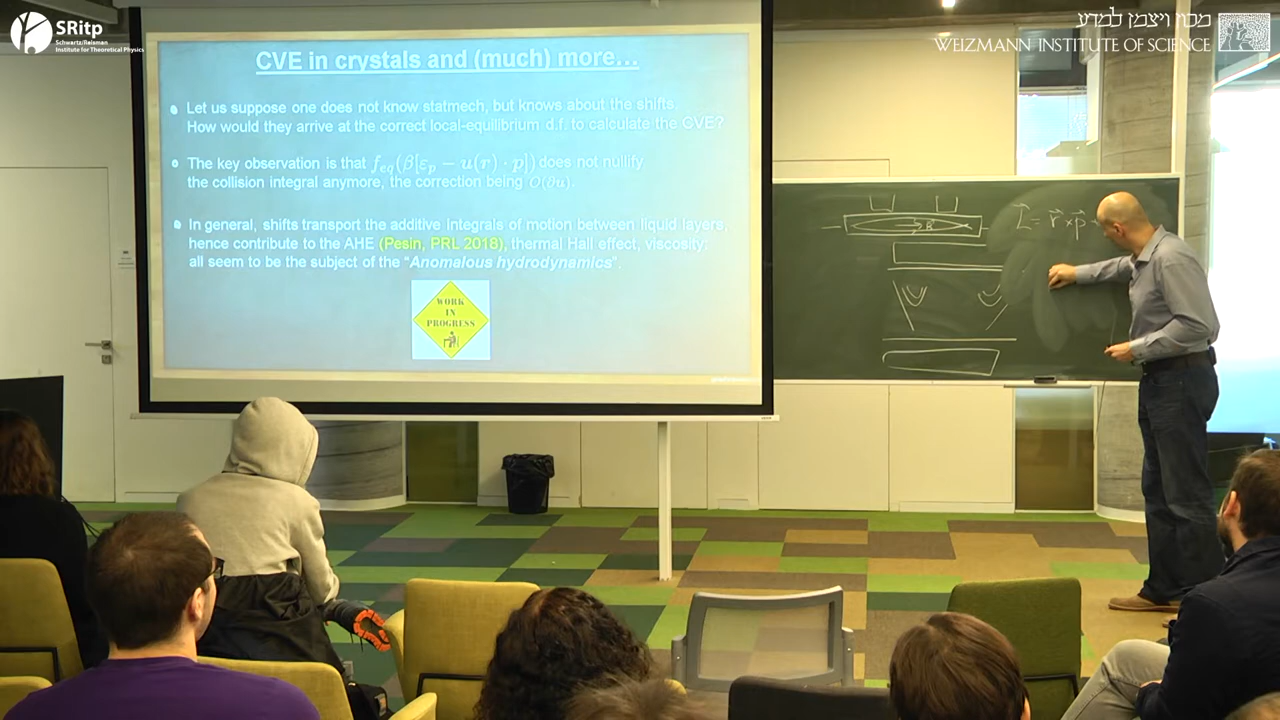 SRitp
Schwartz/Reisman
Institute for Theoretical Physics
מכון ויצמן למדע
WEIZMANN INSTITUTE OF SCIENCE
CVE in crystals and (much) more...
Let us suppose one does not know statmech, but knows about the shifts.
How would they arrive at the correct local-equilibrium d.f. to calculate the CVE?
The key observation is that f_eq(β[ε_p − u(r) · p]) does not nullify
the collision integral anymore, the correction being O(∂u).
In general, shifts transport the additive integrals of motion between liquid layers,
hence contribute to the AHE (Pesin, PRL 2018), thermal Hall effect, viscosity;
all seem to be the subject of the "Anomalous hydrodynamics".
WORK
IN
PROGRESS
L⃗ = r⃗ × p⃗